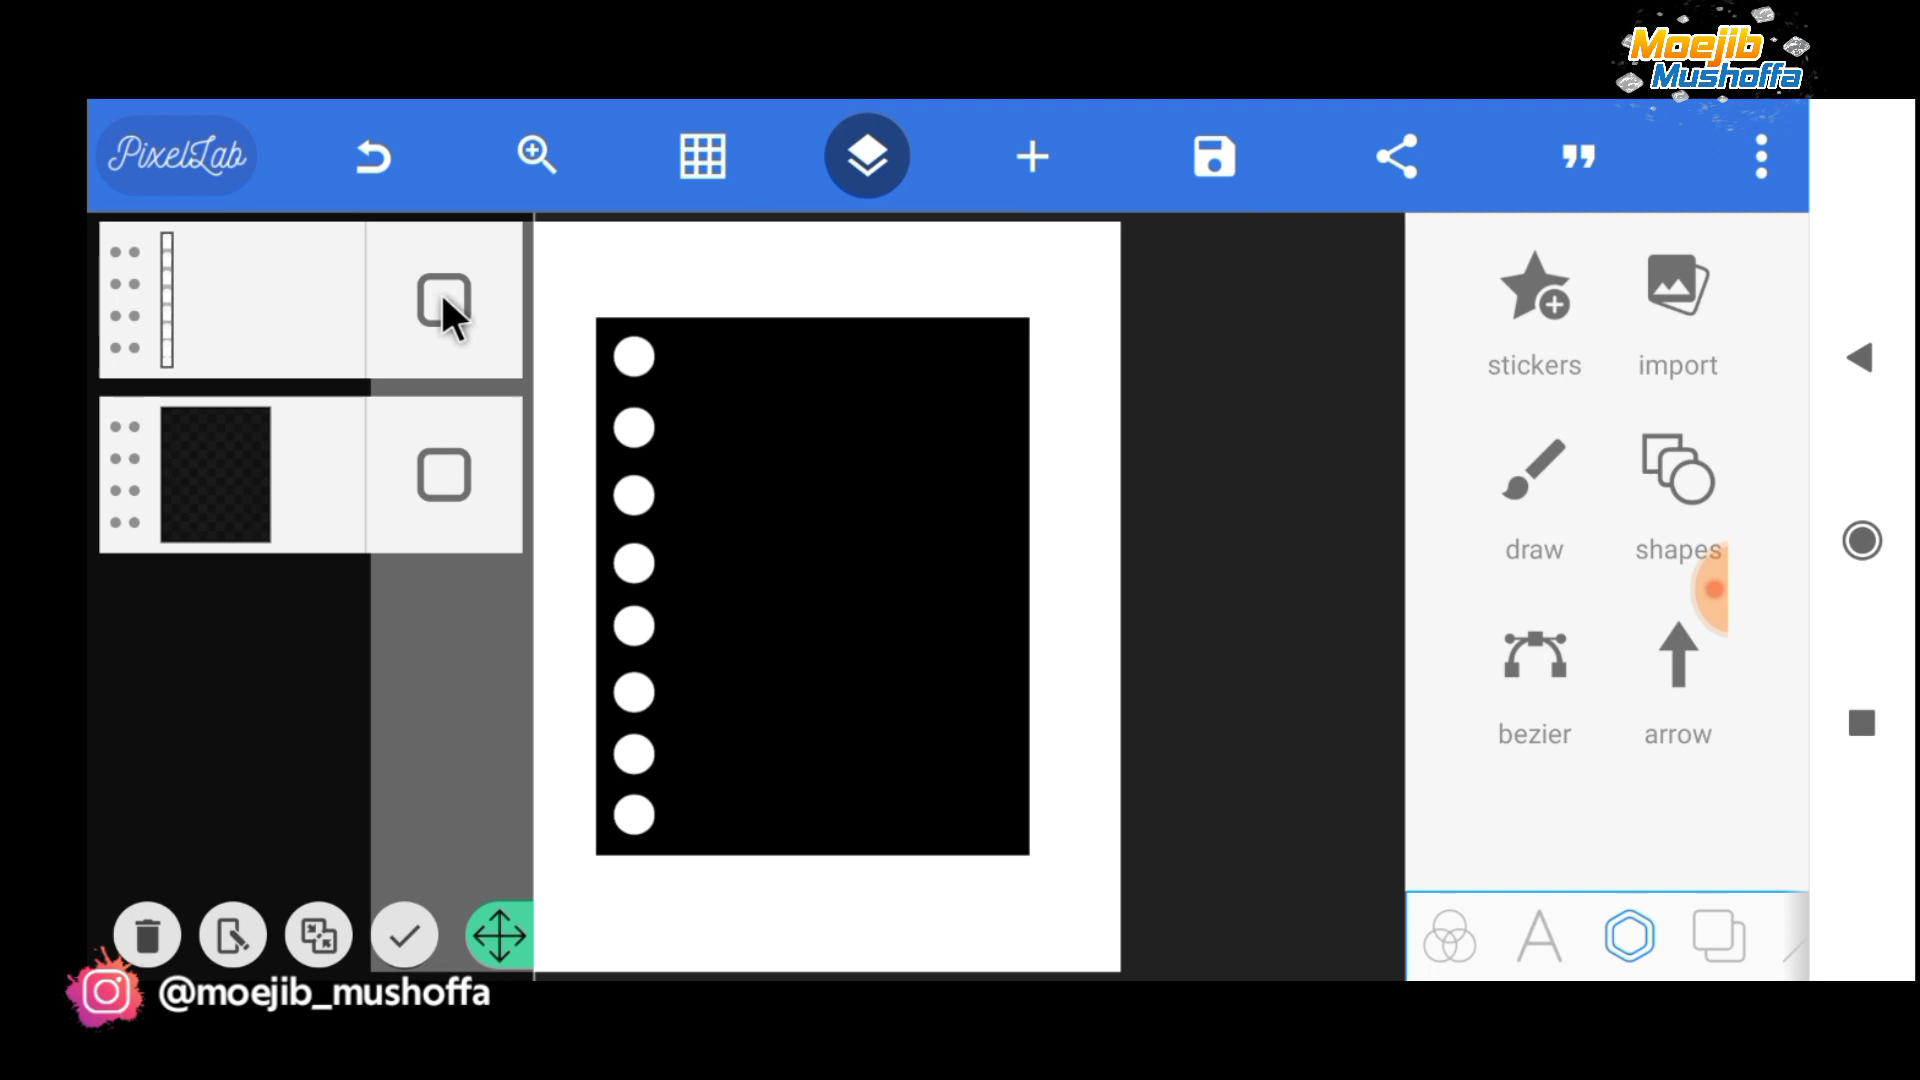 Moejib
Mushoffa
PixelLab
stickers
import
draw
shapes
bezier
arrow
@moejib_mushoffa